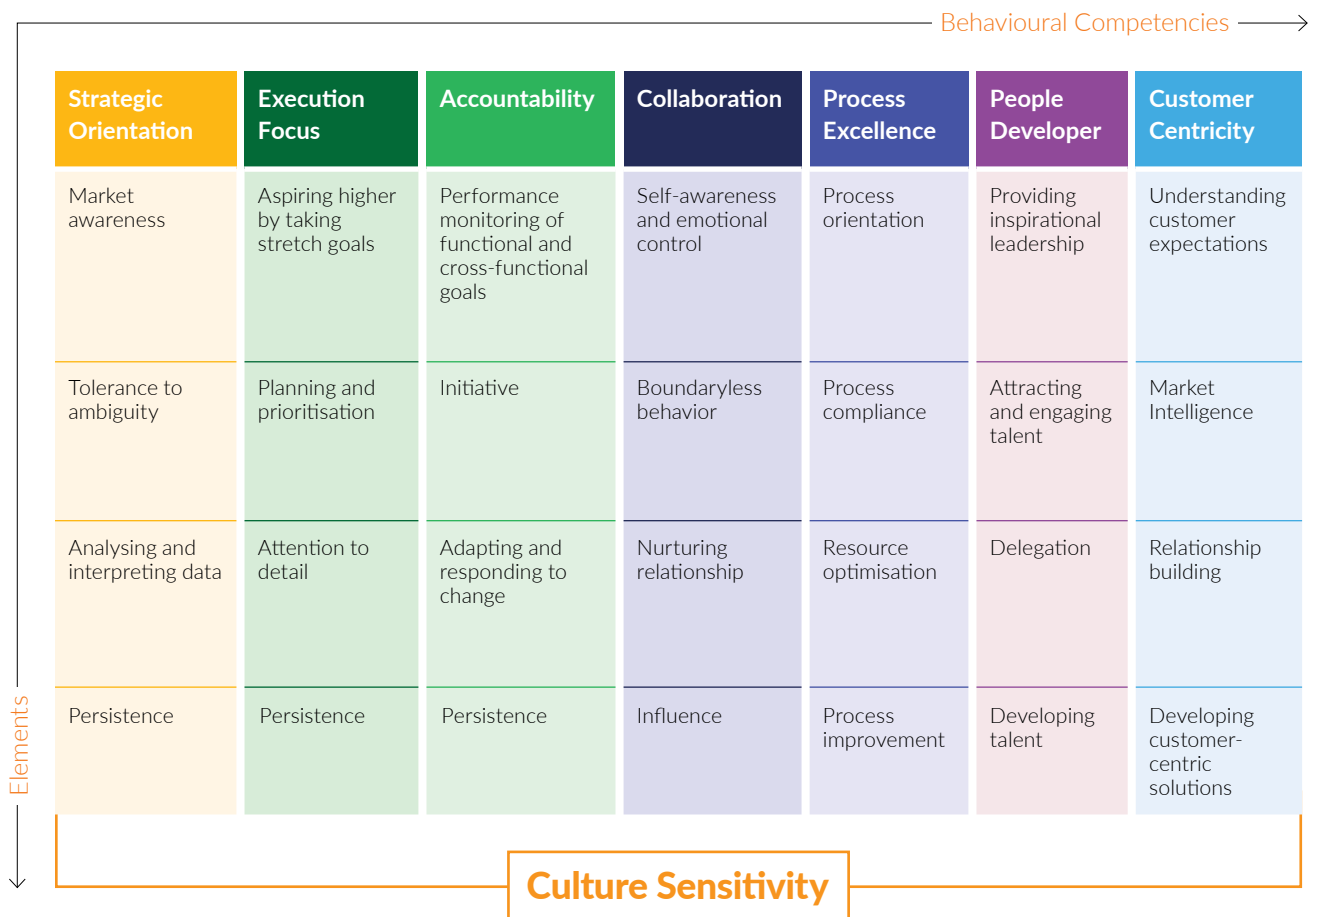 Behavioural Competencies
Strategic
Orientation
Execution
Focus
Accountability
Collaboration
Process
Excellence
People
Developer
Customer
Centricity
Market
awareness
Aspiring higher
by taking
stretch goals
Performance
monitoring of
functional and
cross-functional
goals
Self-awareness
and emotional
control
Process
orientation
Providing
inspirational
leadership
Understanding
customer
expectations
Tolerance to
ambiguity
Planning and
prioritisation
Initiative
Boundaryless
behavior
Process
compliance
Attracting
and engaging
talent
Market
Intelligence
Analysing and
interpreting data
Attention to
detail
Adapting and
responding to
change
Nurturing
relationship
Resource
optimisation
Delegation
Relationship
building
Persistence
Persistence
Persistence
Influence
Process
improvement
Developing
talent
Developing
customer-
centric
solutions
Elements
Culture Sensitivity